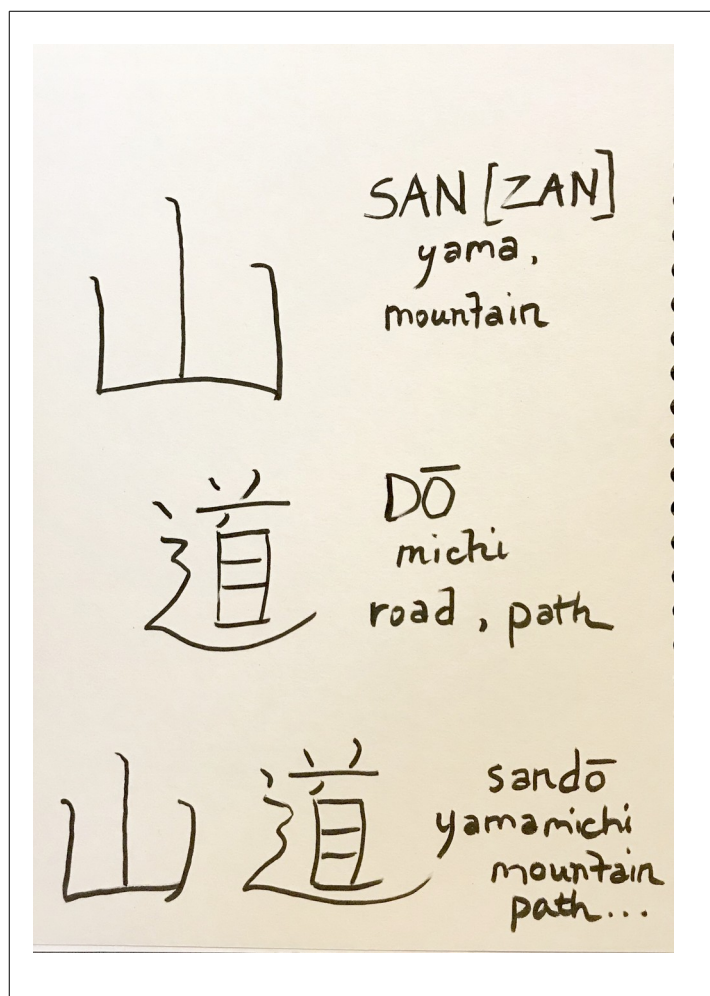 山
SAN [ZAN]
yama,
mountain
道
DŌ
michi
road, path
山道
sandō
yamamichi
mountain
path...